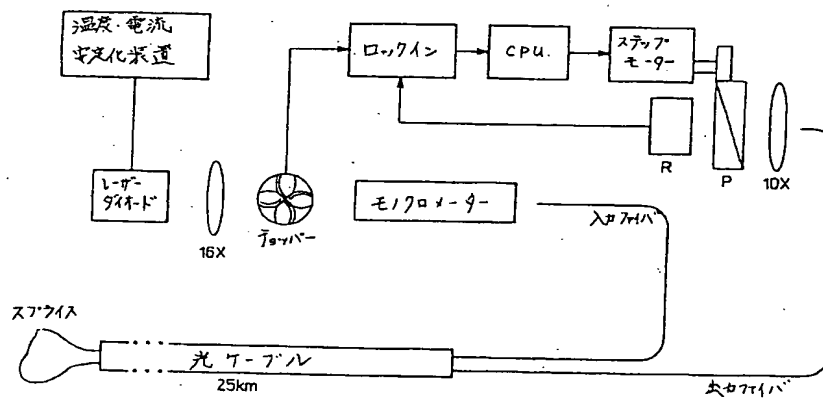 温度・電流
安定化装置
ロックイン
CPU.
ステップ
モーター
レーザー
ダイオード
16X
チョッパー
モノクロメーター
R
P
10X
入力ファイバ
スプライス
光ケーブル
25km
出力ファイバ